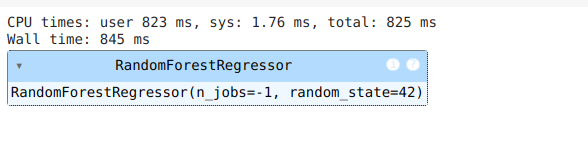 CPU times: user 823 ms, sys: 1.76 ms, total: 825 ms
Wall time: 845 ms
▾ RandomForestRegressor i ?
RandomForestRegressor(n_jobs=-1, random_state=42)